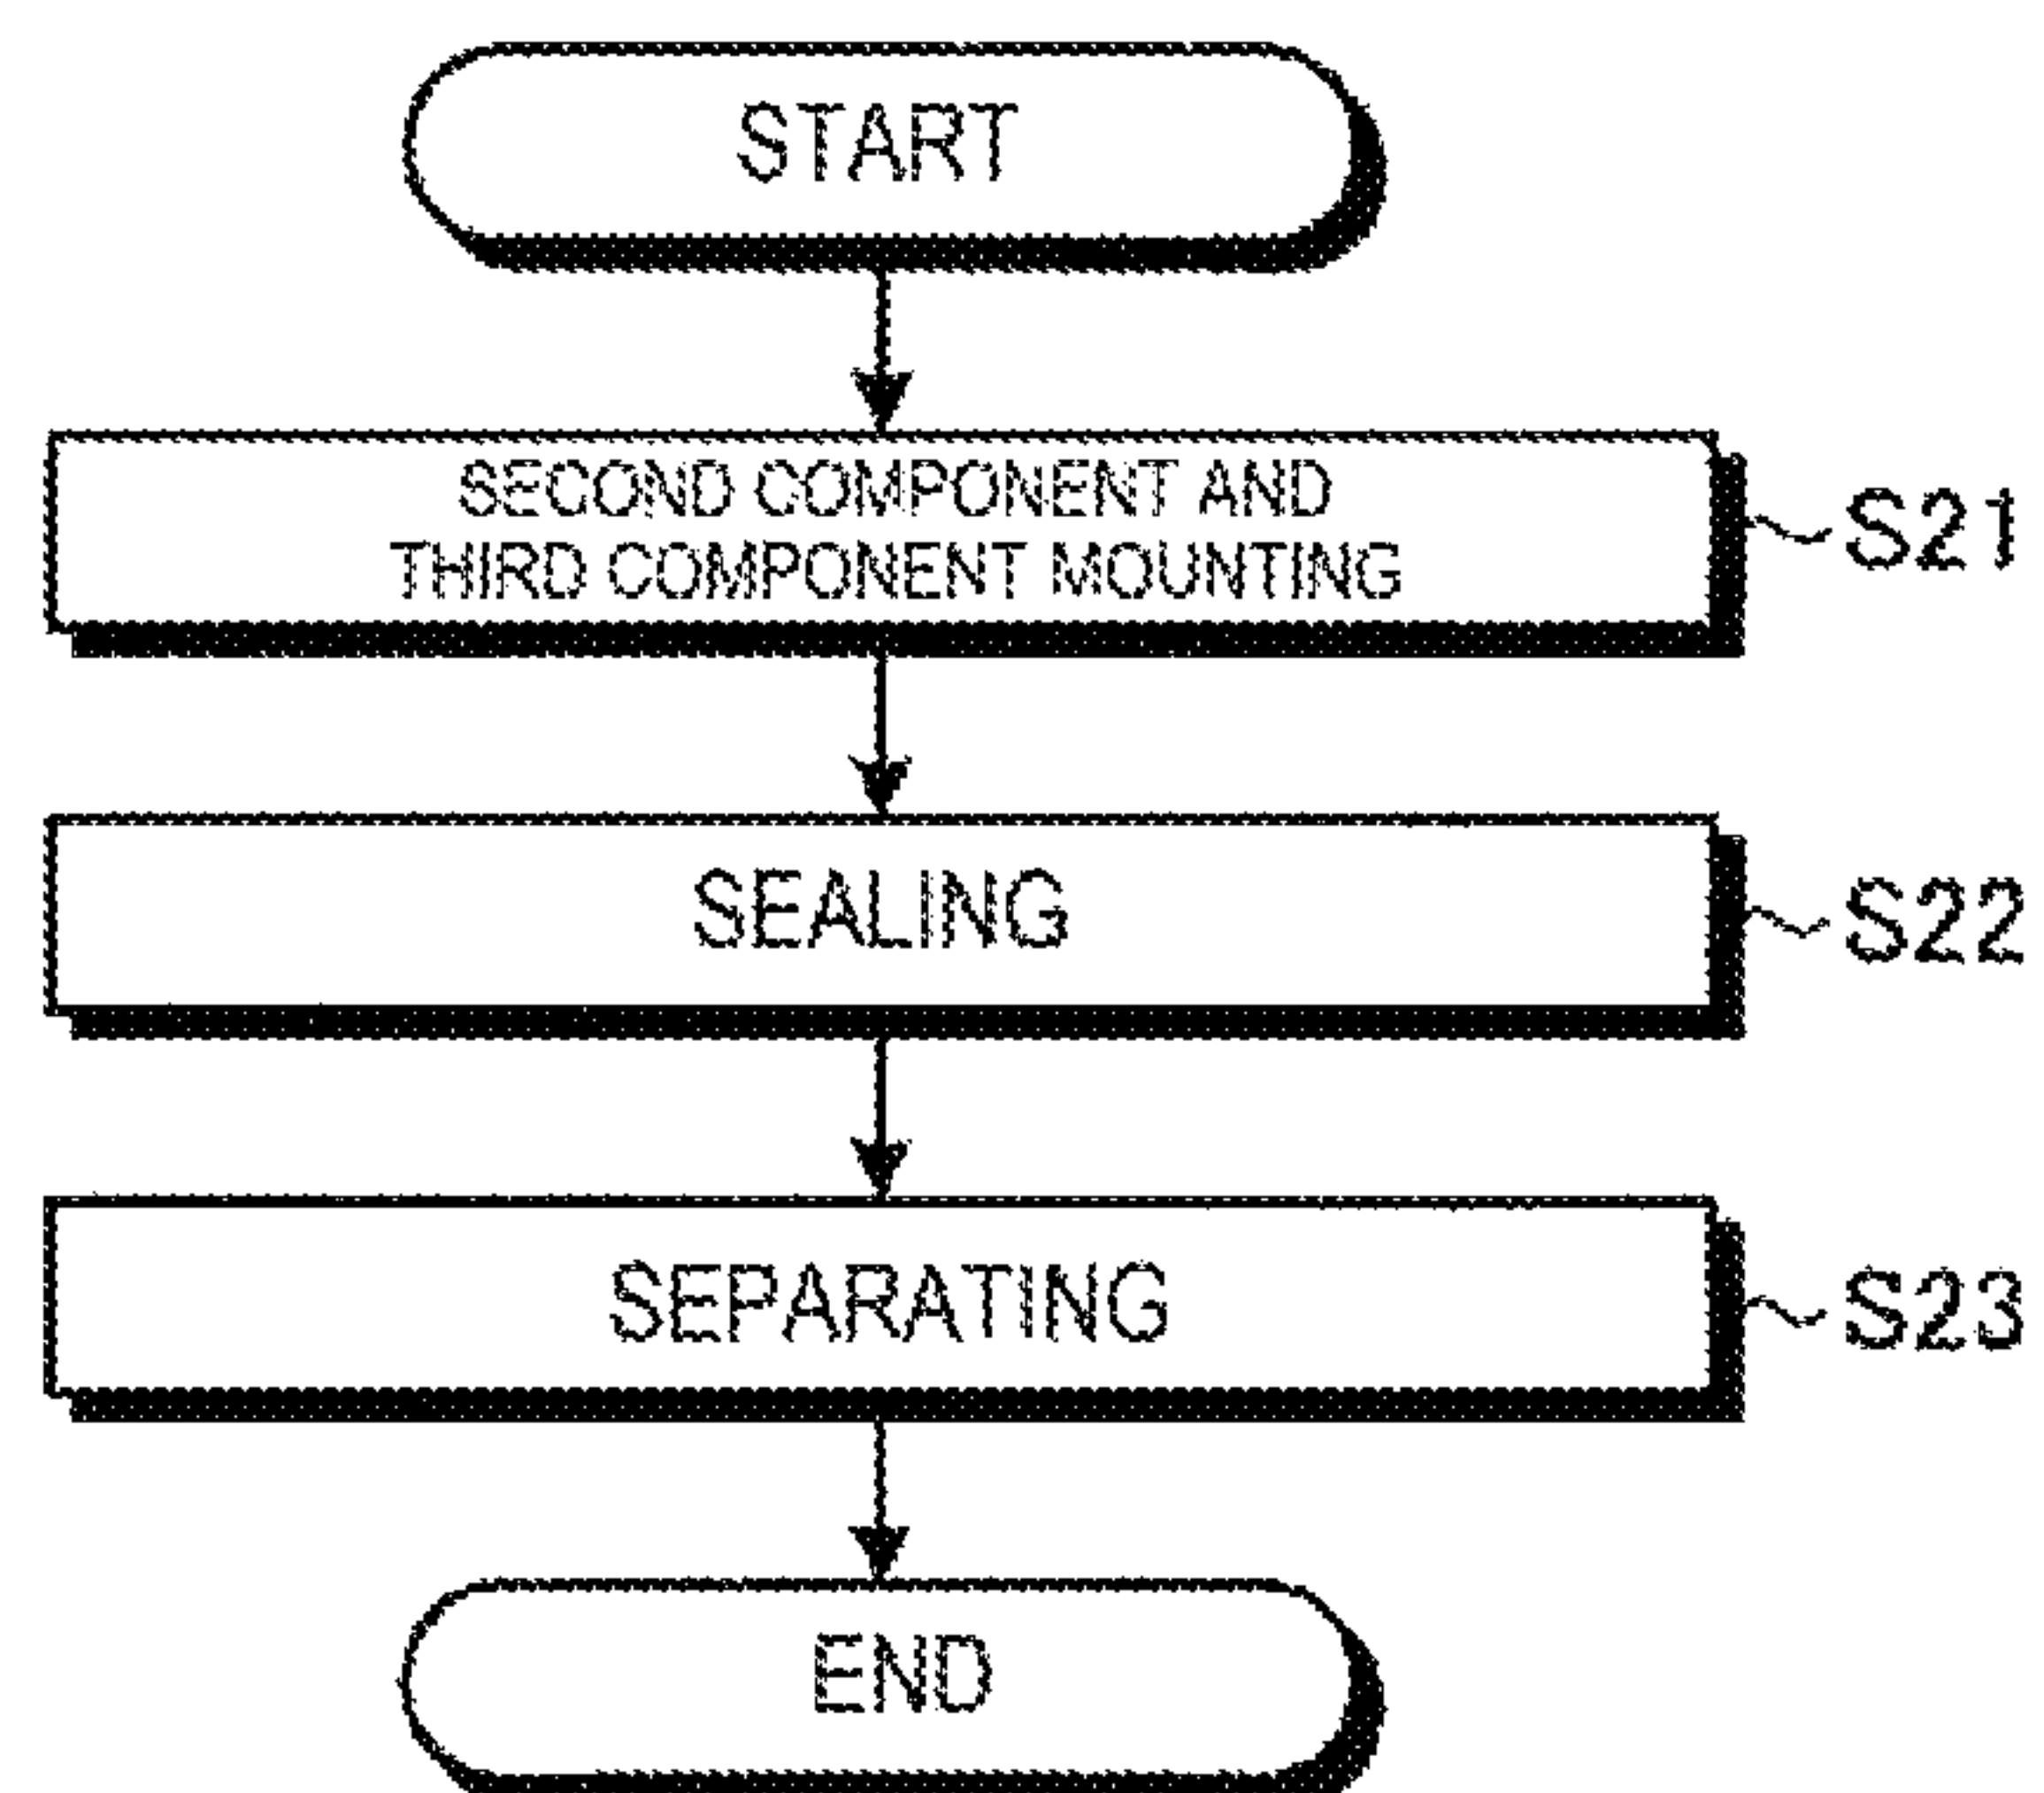 START
SECOND COMPONENT AND
THIRD COMPONENT MOUNTING
S21
SEALING
S22
SEPARATING
S23
END